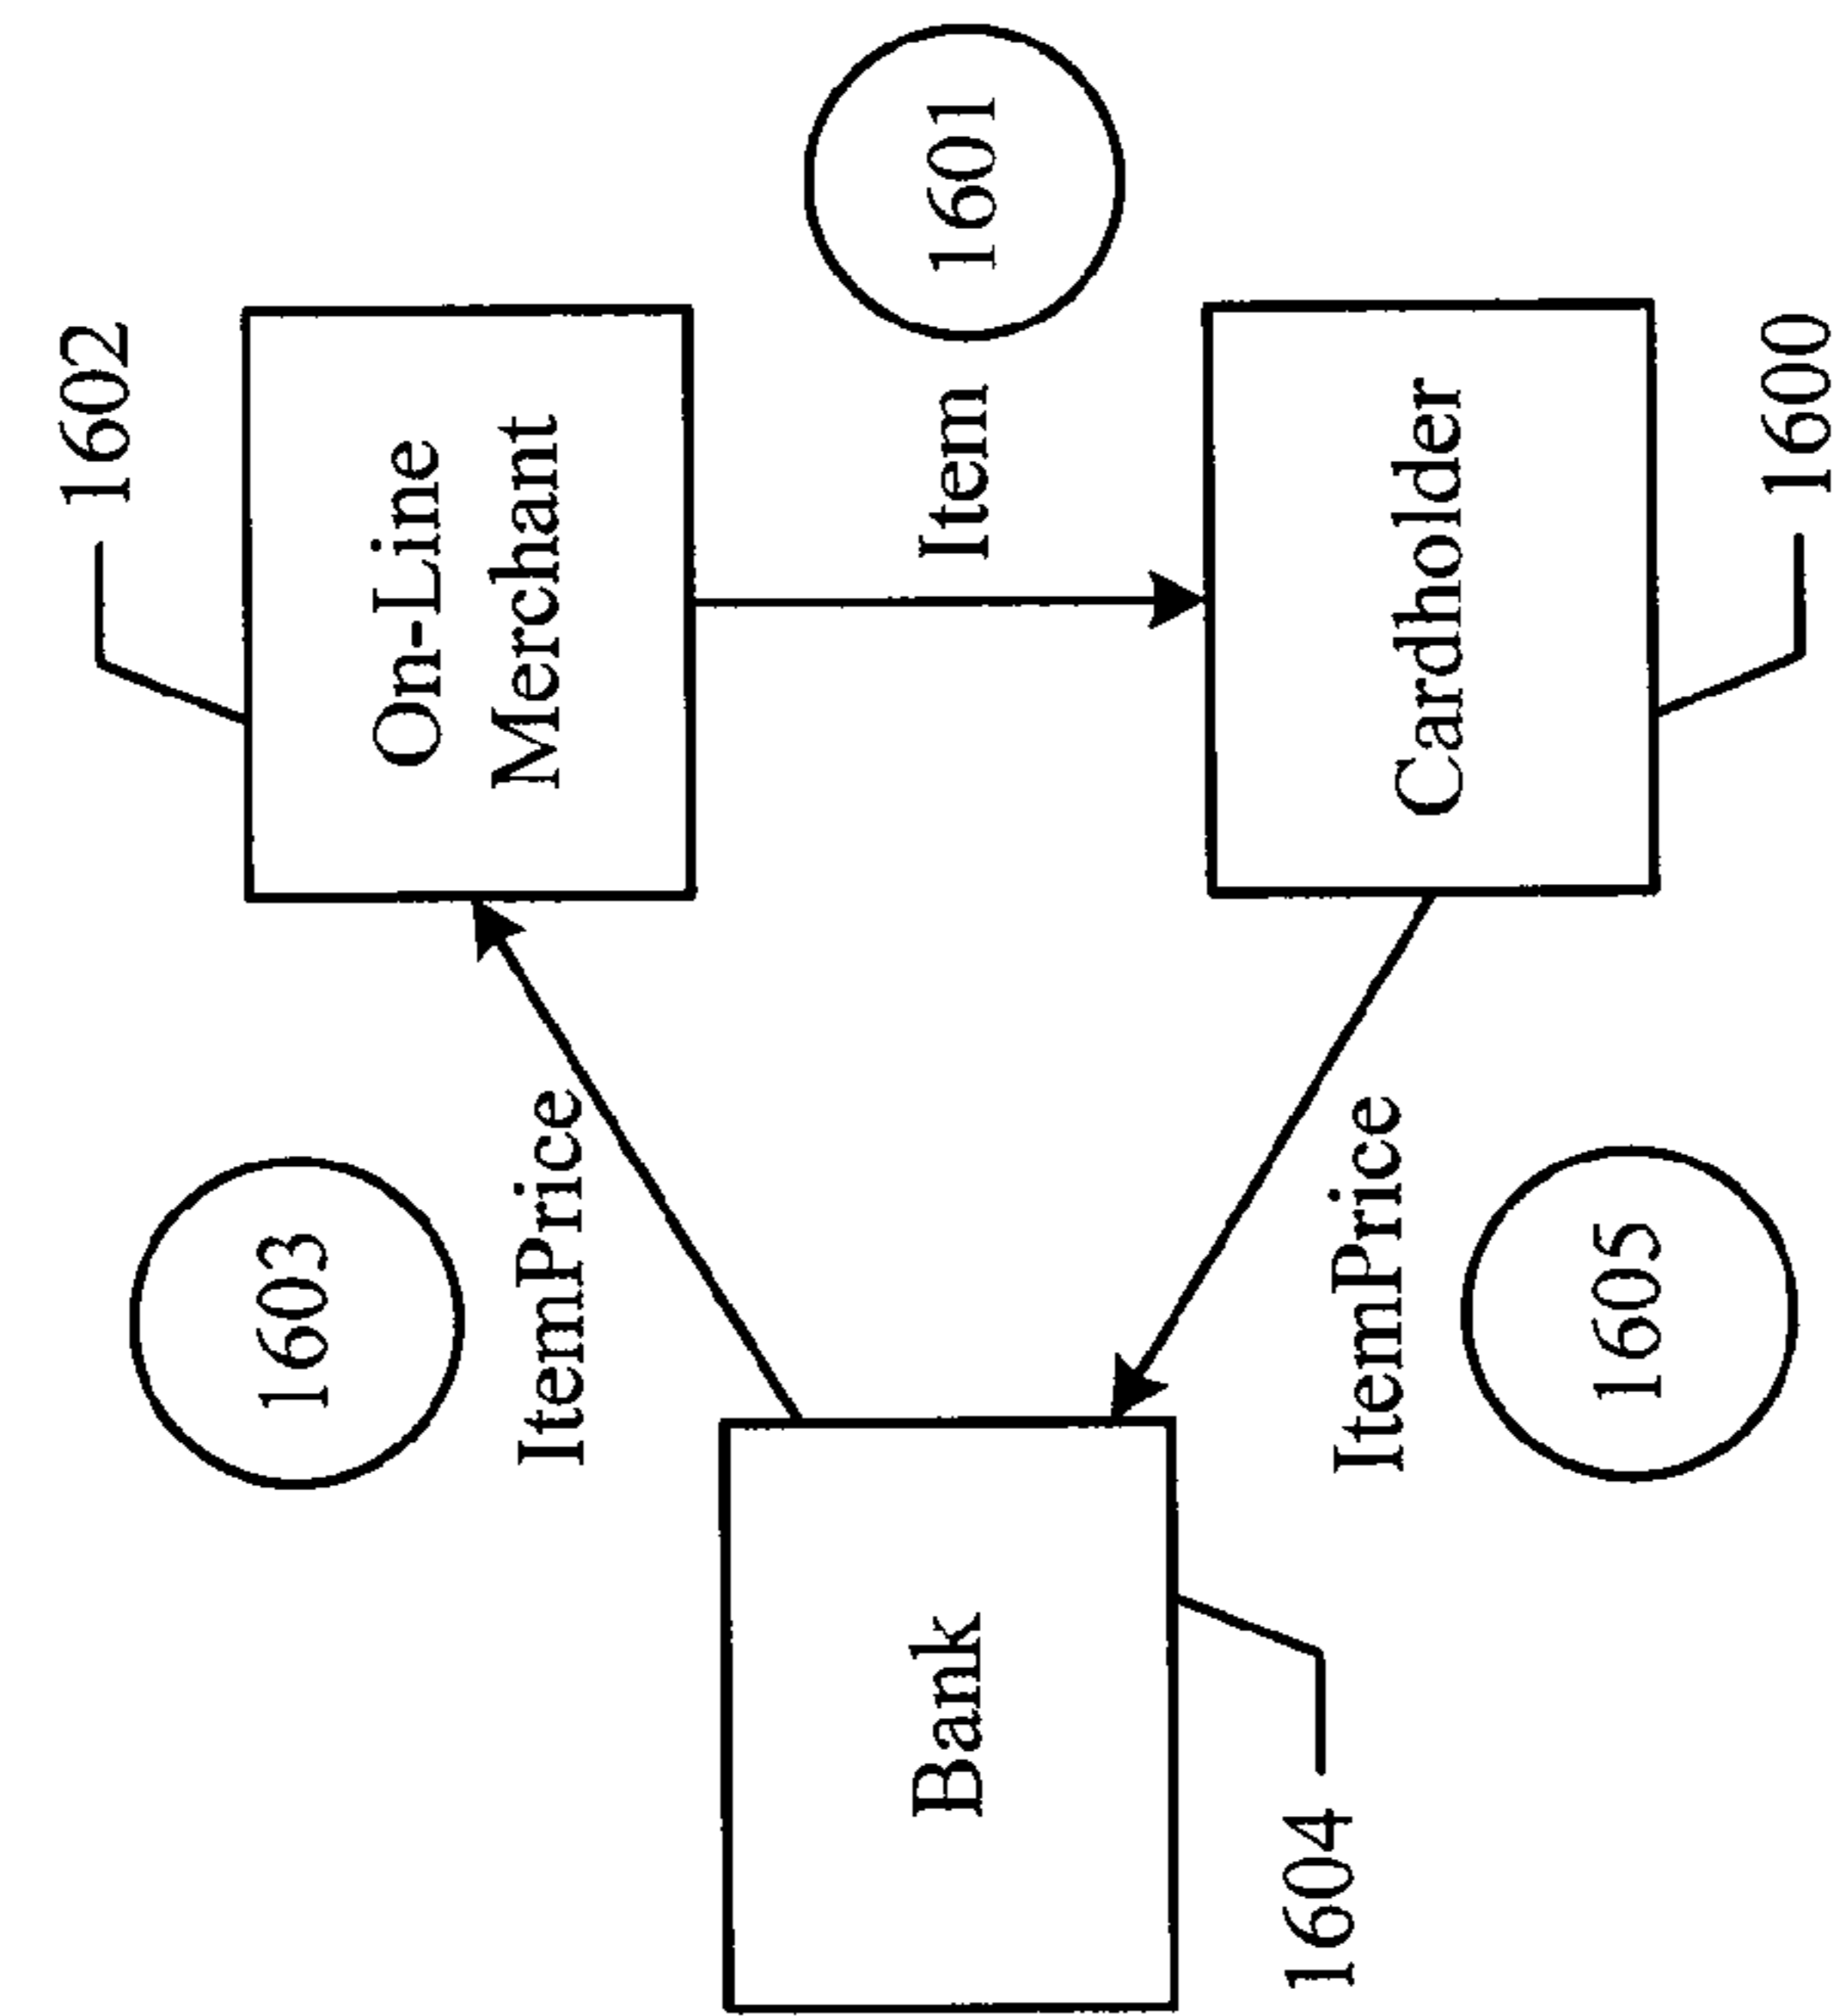 1602
On-Line
Merchant
1603
ItemPrice
Item
1601
Bank
1604
ItemPrice
1605
Cardholder
1600